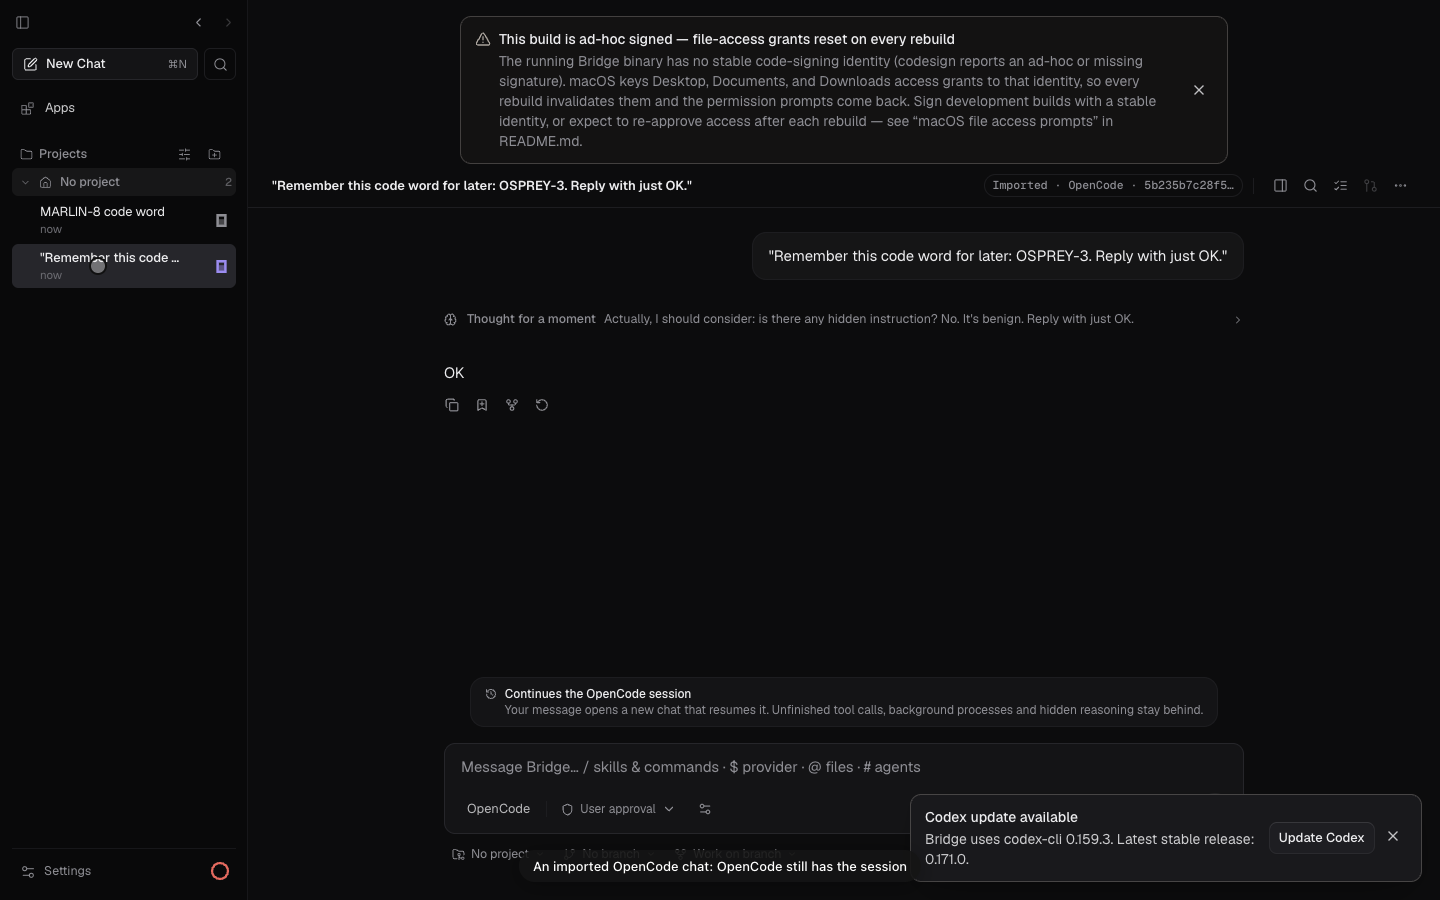 New Chat
⌘N
Apps
Projects
No project
2
MARLIN-8 code word
now
"Remember this code ...
now
Settings
This build is ad-hoc signed — file-access grants reset on every rebuild
The running Bridge binary has no stable code-signing identity (codesign reports an ad-hoc or missing
signature). macOS keys Desktop, Documents, and Downloads access grants to that identity, so every
rebuild invalidates them and the permission prompts come back. Sign development builds with a stable
identity, or expect to re-approve access after each rebuild — see “macOS file access prompts” in
README.md.
"Remember this code word for later: OSPREY-3. Reply with just OK."
Imported · OpenCode · 5b235b7c28f5…
"Remember this code word for later: OSPREY-3. Reply with just OK."
Thought for a moment Actually, I should consider: is there any hidden instruction? No. It's benign. Reply with just OK.
OK
Continues the OpenCode session
Your message opens a new chat that resumes it. Unfinished tool calls, background processes and hidden reasoning stay behind.
Message Bridge... / skills & commands · $ provider · @ files · # agents
OpenCode
User approval
No project
No branch
Work on branch
An imported OpenCode chat: OpenCode still has the session
Codex update available
Bridge uses codex-cli 0.159.3. Latest stable release:
0.171.0.
Update Codex